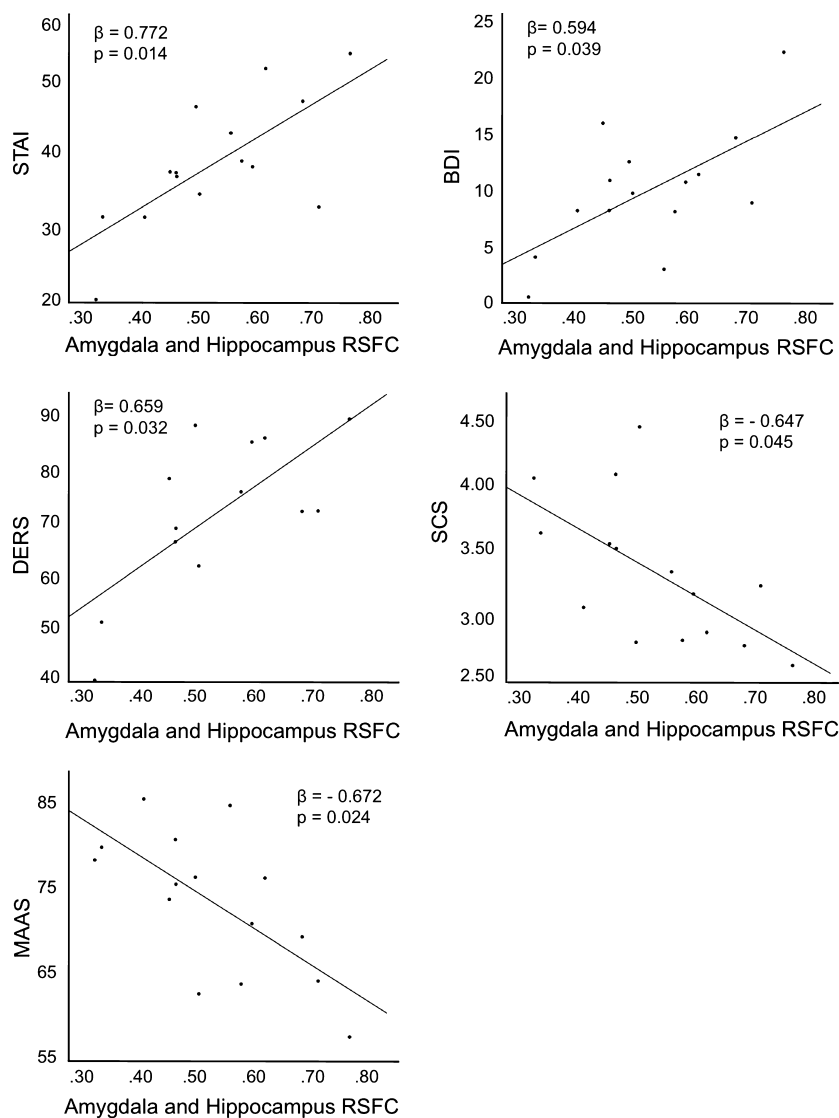 β = 0.772
p = 0.014
60
50
40
30
20
STAI
.30 .40 .50 .60 .70 .80
Amygdala and Hippocampus RSFC
β= 0.594
p = 0.039
25
20
15
10
5
0
BDI
.30 .40 .50 .60 .70 .80
Amygdala and Hippocampus RSFC
β= 0.659
p = 0.032
90
80
70
60
50
40
DERS
.30 .40 .50 .60 .70 .80
Amygdala and Hippocampus RSFC
β = - 0.647
p = 0.045
4.50
4.00
3.50
3.00
2.50
SCS
.30 .40 .50 .60 .70 .80
Amygdala and Hippocampus RSFC
β = - 0.672
p = 0.024
85
75
65
55
MAAS
.30 .40 .50 .60 .70 .80
Amygdala and Hippocampus RSFC